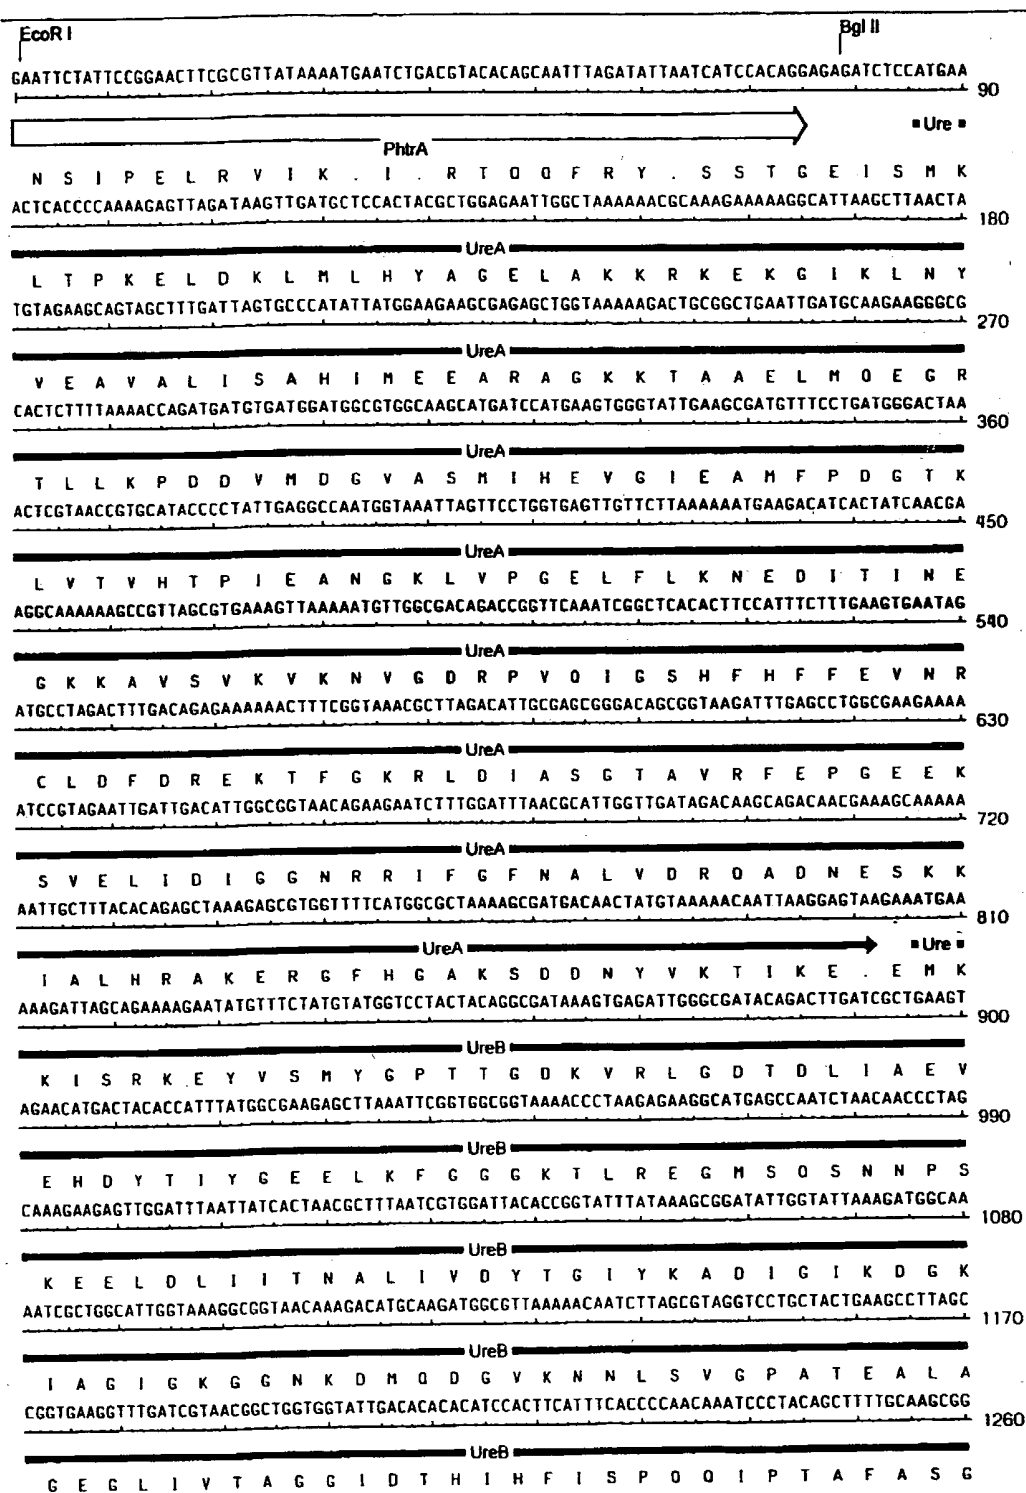 EcoR I
Bgl II
GAATTCTATTCCGGAACTTCGCGTTATAAAATGAATCTGACGTACACAGCAATTTAGATATTAATCATCCACAGGAGAGATCTCCATGAA
90
PhtrA
Ure
N S I P E L R V I K . I . R T Q Q F R Y . S S T G E I S M K
ACTCACCCCAAAAGAGTTAGATAAGTTGATGCTCCACTACGCTGGAGAATTGGCTAAAAAACGCAAAGAAAAAGGCATTAAGCTTAACTA
180
UreA
L T P K E L D K L M L H Y A G E L A K K R K E K G I K L N Y
TGTAGAAGCAGTAGCTTTGATTAGTGCCCATATTATGGAAGAAGCGAGAGCTGGTAAAAAGACTGCGGCTGAATTGATGCAAGAAGGGCG
270
UreA
V E A V A L I S A H I M E E A R A G K K T A A E L M Q E G R
CACTCTTTTAAAACCAGATGATGTGATGGATGGCGTGGCAAGCATGATCCATGAAGTGGGTATTGAAGCGATGTTTCCTGATGGGACTAA
360
UreA
T L L K P D D V M D G V A S M I H E V G I E A M F P D G T K
ACTCGTAACCGTGCATACCCCTATTGAGGCCAATGGTAAATTAGTTCCTGGTGAGTTGTTCTTAAAAAATGAAGACATCACTATCAACGA
450
UreA
L V T V H T P I E A N G K L V P G E L F L K N E D I T I N E
AGGCAAAAAAGCCGTTAGCGTGAAAGTTAAAAATGTTGGCGACAGACCGGTTCAAATCGGCTCACACTTCCATTTCTTTGAAGTGAATAG
540
UreA
G K K A V S V K V K N V G D R P V Q I G S H F H F F E V N R
ATGCCTAGACTTTGACAGAGAAAAAACTTTCGGTAAACGCTTAGACATTGCGAGCGGGACAGCGGTAAGATTTGAGCCTGGCGAAGAAAA
630
UreA
C L D F D R E K T F G K R L D I A S G T A V R F E P G E E K
ATCCGTAGAATTGATTGACATTGGCGGTAACAGAAGAATCTTTGGATTTAACGCATTGGTTGATAGACAAGCAGACAACGAAAGCAAAAA
720
UreA
S V E L I D I G G N R R I F G F N A L V D R Q A D N E S K K
AATTGCTTTACACAGAGCTAAAGAGCGTGGTTTTCATGGCGCTAAAAGCGATGACAACTATGTAAAAACAATTAAGGAGTAAGAAATGAA
810
UreA
Ure
I A L H R A K E R G F H G A K S D D N Y V K T I K E . E M K
AAAGATTAGCAGAAAAGAATATGTTTCTATGTATGGTCCTACTACAGGCGATAAAGTGAGATTGGGCGATACAGACTTGATCGCTGAAGT
900
UreB
K I S R K E Y V S M Y G P T T G D K V R L G D T D L I A E V
AGAACATGACTACACCATTTATGGCGAAGAGCTTAAATTCGGTGGCGGTAAAACCCTAAGAGAAGGCATGAGCCAATCTAACAACCCTAG
990
UreB
E H D Y T I Y G E E L K F G G G K T L R E G M S Q S N N P S
CAAAGAAGAGTTGGATTTAATTATCACTAACGCTTTAATCGTGGATTACACCGGTATTTATAAAGCGGATATTGGTATTAAAGATGGCAA
1080
UreB
K E E L D L I I T N A L I V D Y T G I Y K A D I G I K D G K
AATCGCTGGCATTGGTAAAGGCGGTAACAAAGACATGCAAGATGGCGTTAAAAACAATCTTAGCGTAGGTCCTGCTACTGAAGCCTTAGC
1170
UreB
I A G I G K G G N K D M Q D G V K N N L S V G P A T E A L A
CGGTGAAGGTTTGATCGTAACGGCTGGTGGTATTGACACACACATCCACTTCATTTCACCCCAACAAATCCCTACAGCTTTTGCAAGCGG
1260
UreB
G E G L I V T A G G I D T H I H F I S P Q Q I P T A F A S G